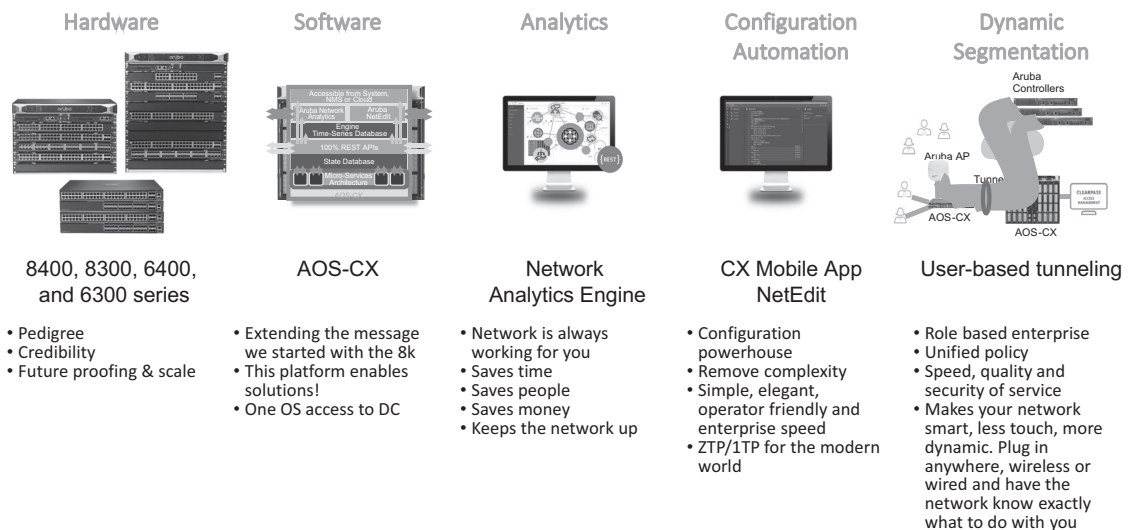 Hardware
8400, 8300, 6400,
and 6300 series
• Pedigree
• Credibility
• Future proofing & scale
Software
Accessible from System,
NMS or Cloud
Aruba Network
Analytics
Aruba
NetEdit
Engine
Time-Series Database
100% REST APIs
State Database
Micro-Services
Architecture
AOS-CX
• Extending the message
we started with the 8k
• This platform enables
solutions!
• One OS access to DC
Analytics
{REST}
Network
Analytics Engine
• Network is always
working for you
• Saves time
• Saves people
• Saves money
• Keeps the network up
Configuration
Automation
CX Mobile App
NetEdit
• Configuration
powerhouse
• Remove complexity
• Simple, elegant,
operator friendly and
enterprise speed
• ZTP/1TP for the modern
world
Dynamic
Segmentation
Aruba
Controllers
Aruba AP
Tunne
CLEARPASS
ACCESS
MANAGEMENT
AOS-CX
AOS-CX
User-based tunneling
• Role based enterprise
• Unified policy
• Speed, quality and
security of service
• Makes your network
smart, less touch, more
dynamic. Plug in
anywhere, wireless or
wired and have the
network know exactly
what to do with you